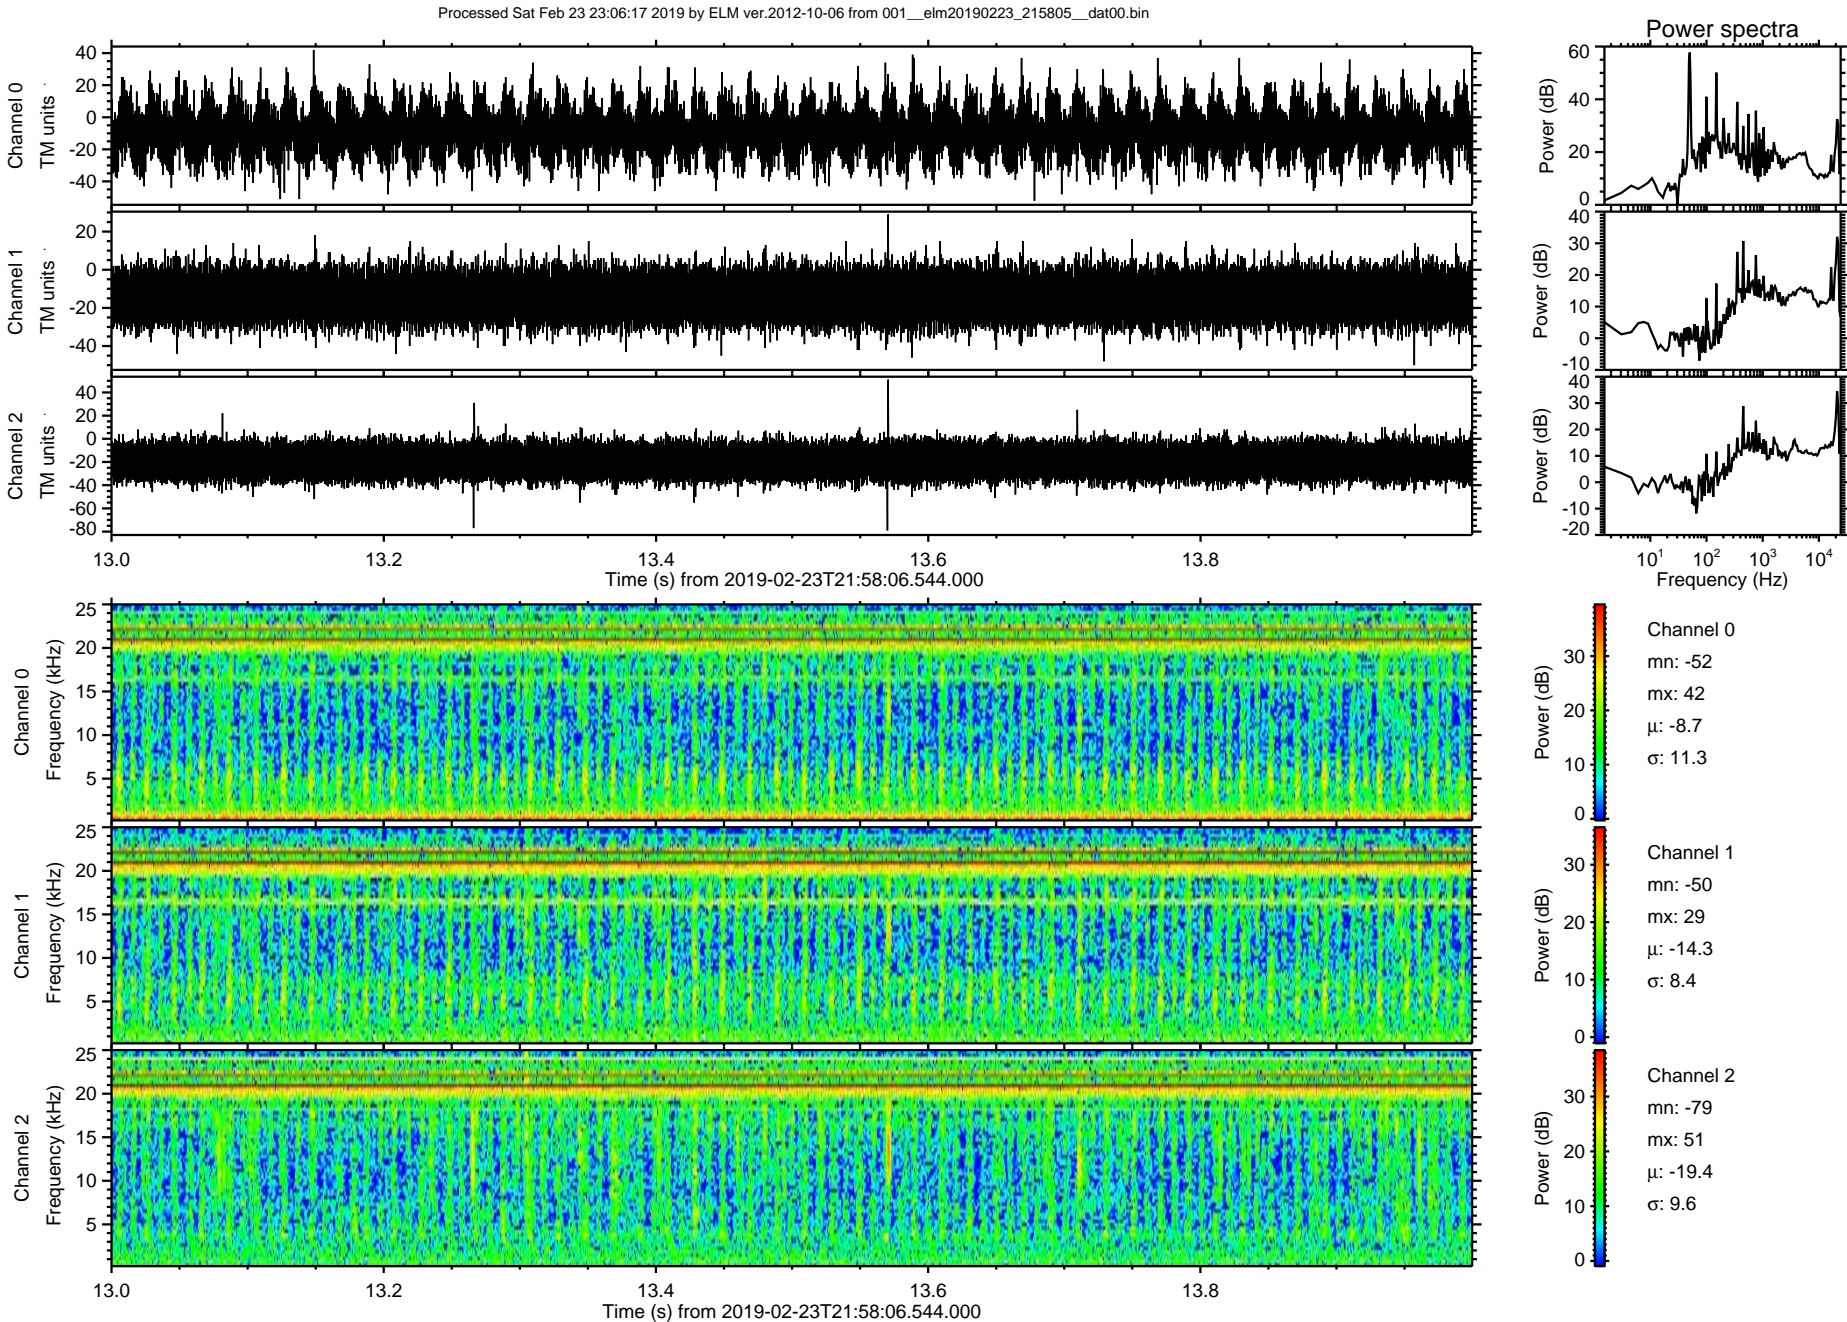 Processed Sat Feb 23 23:06:17 2019 by ELM ver.2012-10-06 from 001__elm20190223_215805__dat00.bin
Power spectra
Channel 0
TM units
40
20
0
-20
-40
Power (dB)
60
40
20
0
Channel 1
TM units
20
0
-20
-40
Power (dB)
40
30
20
10
0
-10
Channel 2
TM units
40
20
0
-20
-40
-60
-80
Power (dB)
40
30
20
10
0
-10
-20
13.0 13.2 13.4 13.6 13.8
Time (s) from 2019-02-23T21:58:06.544.000
10¹ 10² 10³ 10⁴
Frequency (Hz)
Channel 0
Frequency (kHz)
25
20
15
10
5
Power (dB)
30
20
10
0
Channel 0
mn: -52
mx: 42
μ: -8.7
σ: 11.3
Channel 1
Frequency (kHz)
25
20
15
10
5
Power (dB)
30
20
10
0
Channel 1
mn: -50
mx: 29
μ: -14.3
σ: 8.4
Channel 2
Frequency (kHz)
25
20
15
10
5
Power (dB)
30
20
10
0
Channel 2
mn: -79
mx: 51
μ: -19.4
σ: 9.6
13.0 13.2 13.4 13.6 13.8
Time (s) from 2019-02-23T21:58:06.544.000